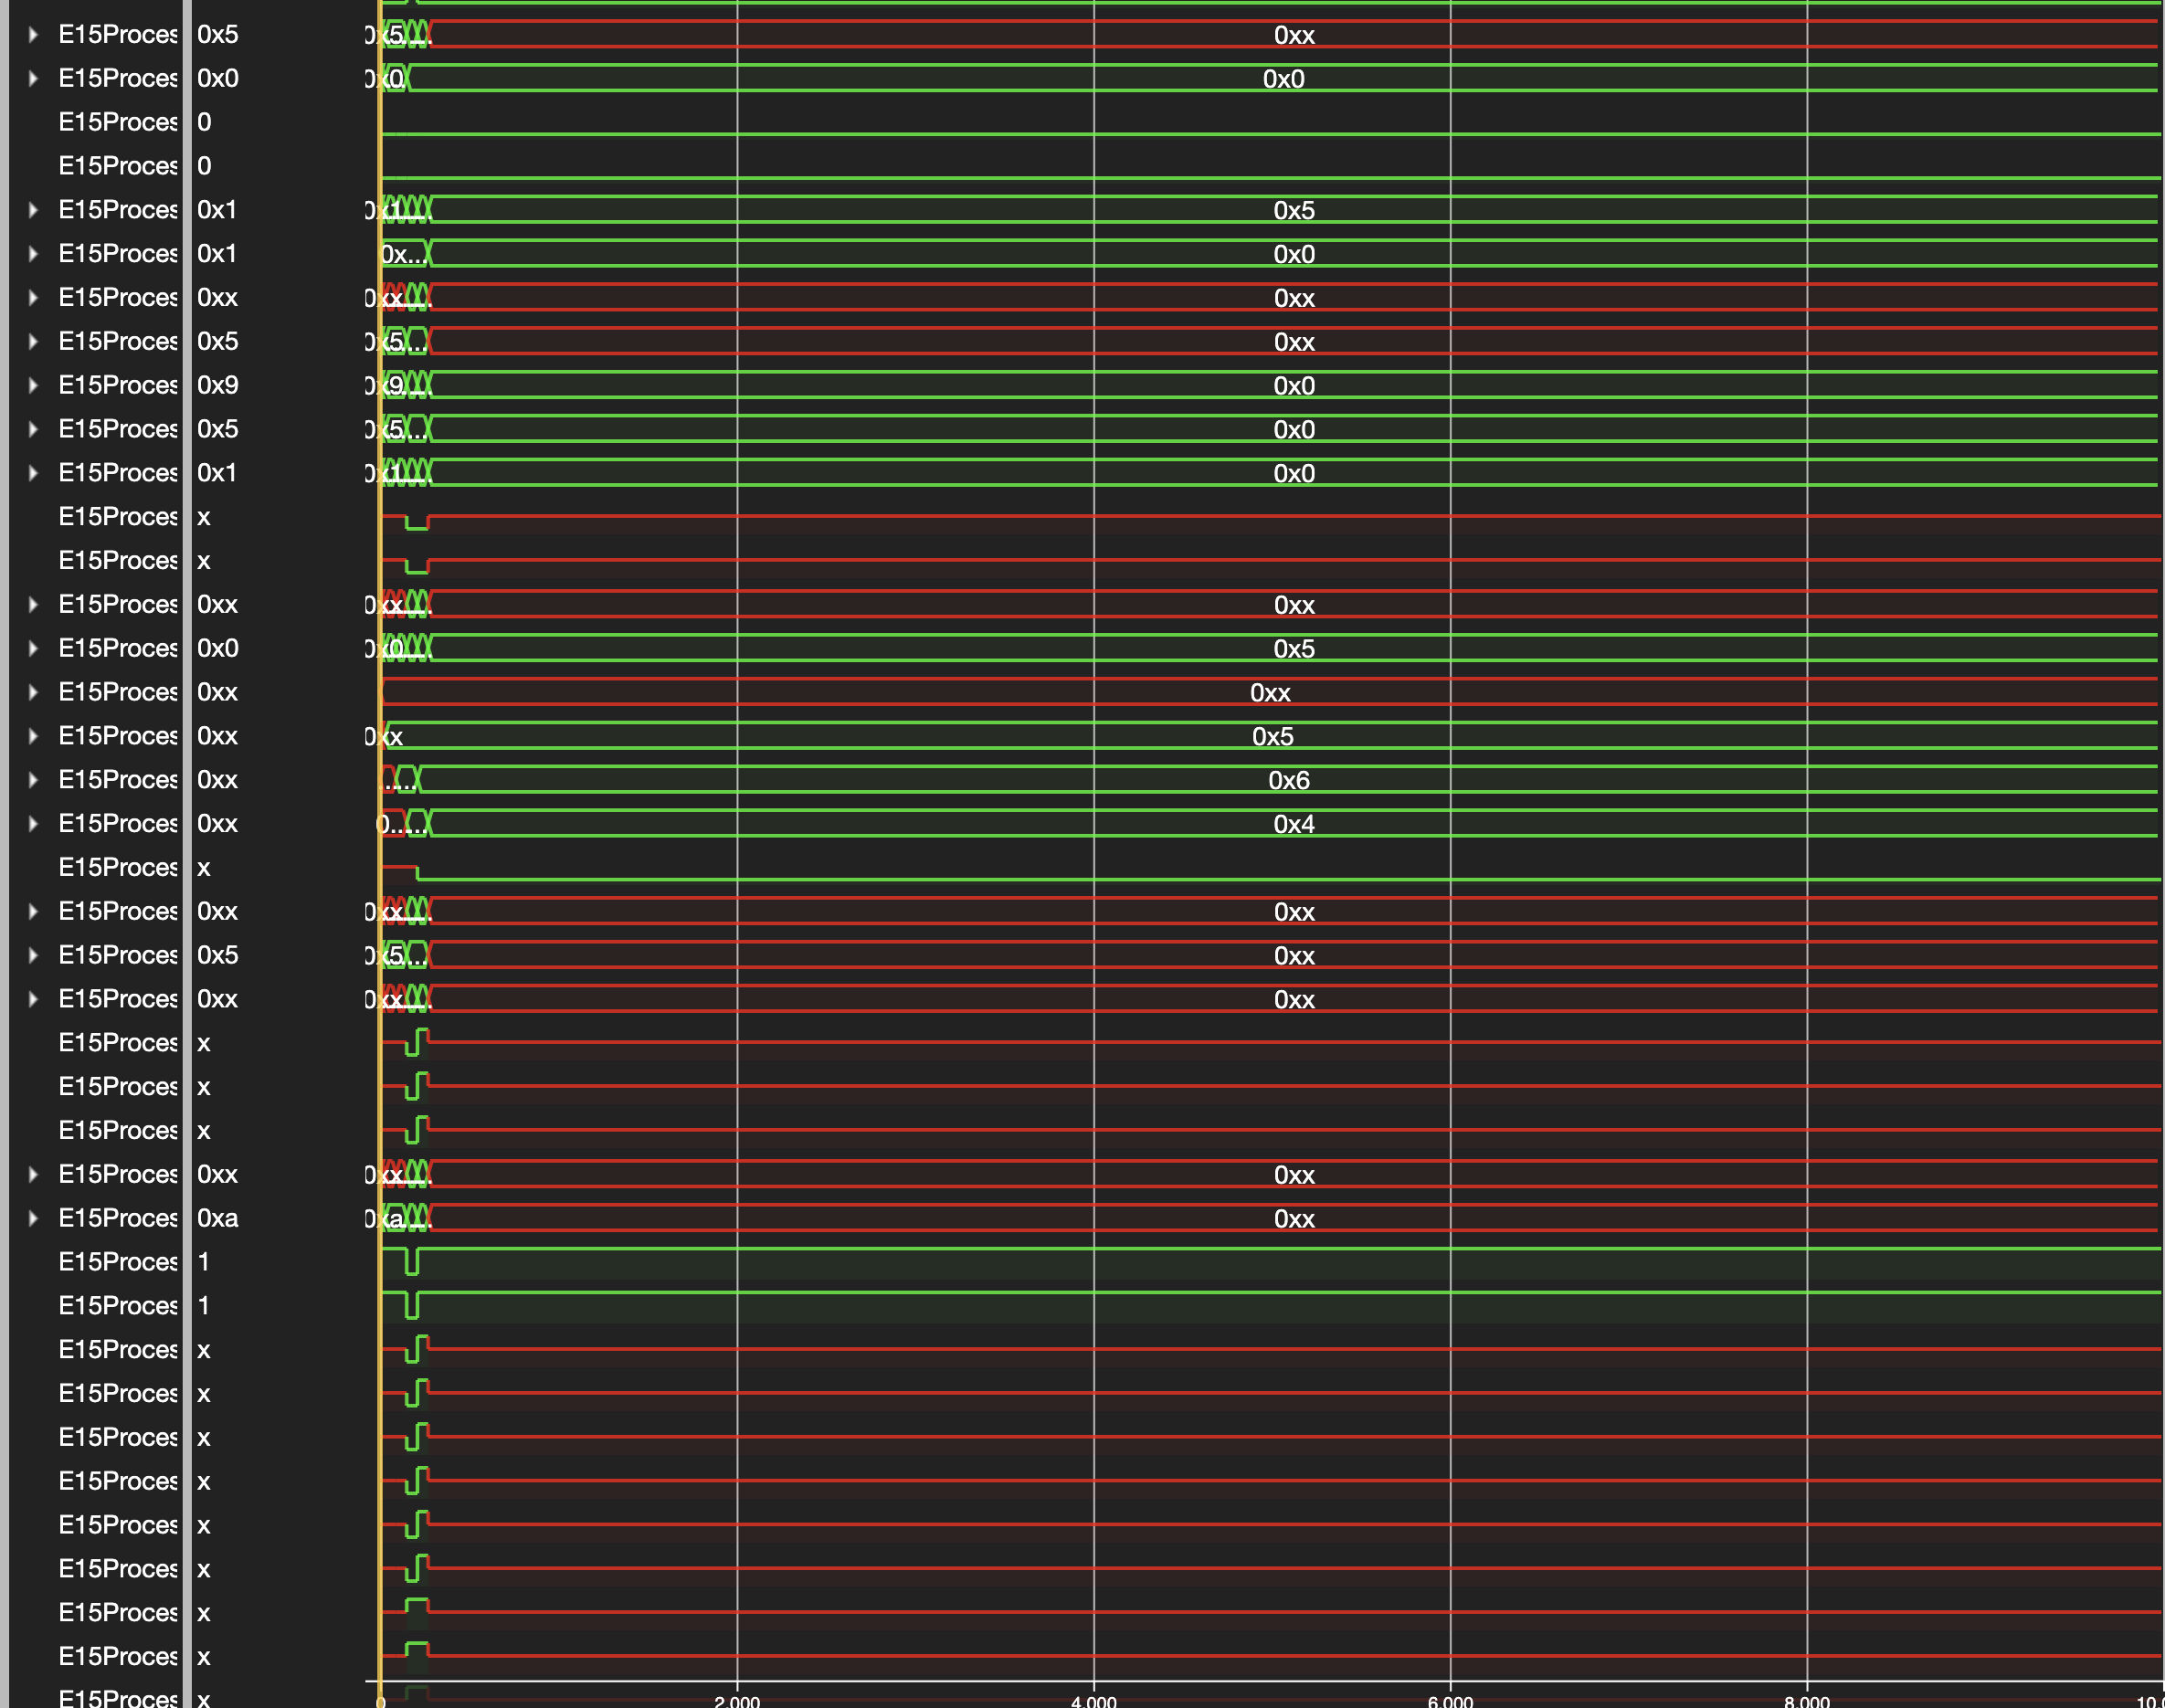 E15Proces 0x5 0x5... 0xx
E15Proces 0x0 0x0 0x0
E15Proces 0
E15Proces 0
E15Proces 0x1 0x1... 0x5
E15Proces 0x1 0x... 0x0
E15Proces 0xx 0xx... 0xx
E15Proces 0x5 0x5... 0xx
E15Proces 0x9 0x9... 0x0
E15Proces 0x5 0x5... 0x0
E15Proces 0x1 0x1... 0x0
E15Proces x
E15Proces x
E15Proces 0xx 0xx... 0xx
E15Proces 0x0 0x0... 0x5
E15Proces 0xx 0xx
E15Proces 0xx 0xx 0x5
E15Proces 0xx .... 0x6
E15Proces 0xx 0..... 0x4
E15Proces x
E15Proces 0xx 0xx... 0xx
E15Proces 0x5 0x5... 0xx
E15Proces 0xx 0xx... 0xx
E15Proces x
E15Proces x
E15Proces x
E15Proces 0xx 0xx... 0xx
E15Proces 0xa 0xa... 0xx
E15Proces 1
E15Proces 1
E15Proces x
E15Proces x
E15Proces x
E15Proces x
E15Proces x
E15Proces x
E15Proces x
E15Proces x
E15Proces x
0 2,000 4,000 6,000 8,000 10,0